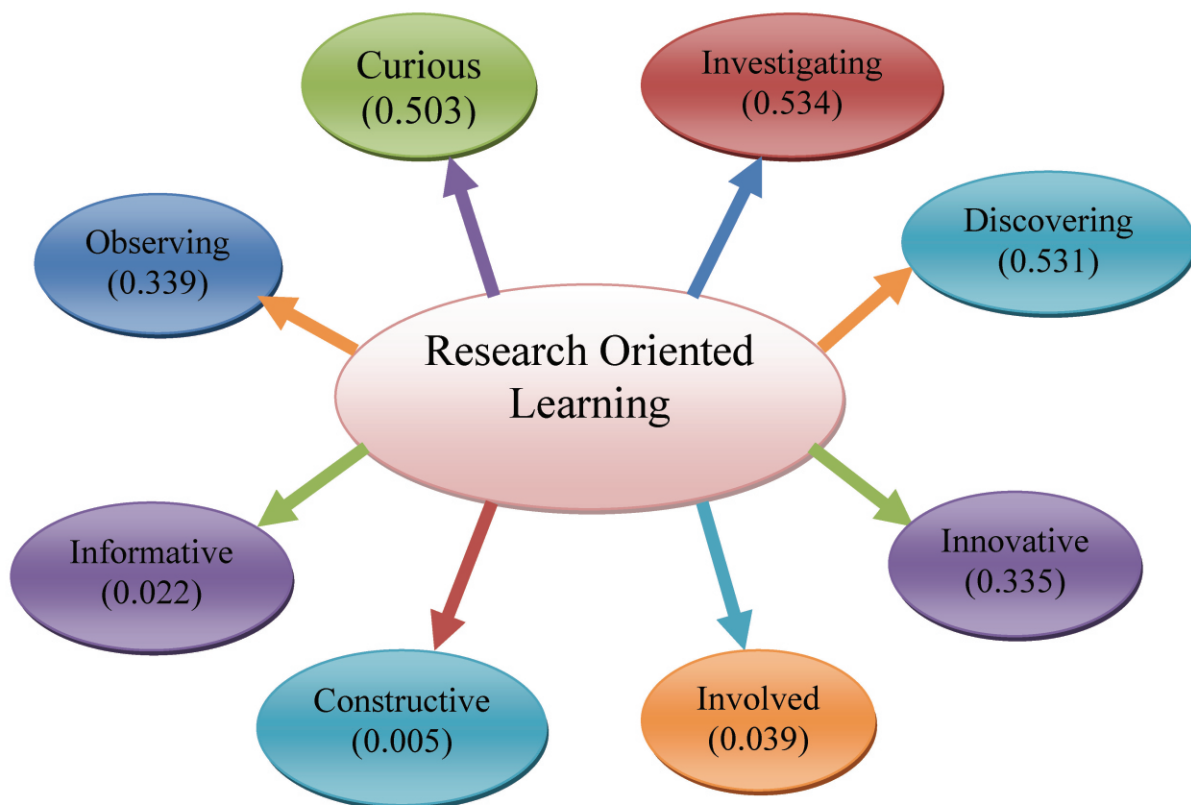 Curious
(0.503)
Investigating
(0.534)
Observing
(0.339)
Discovering
(0.531)
Research Oriented
Learning
Informative
(0.022)
Innovative
(0.335)
Constructive
(0.005)
Involved
(0.039)